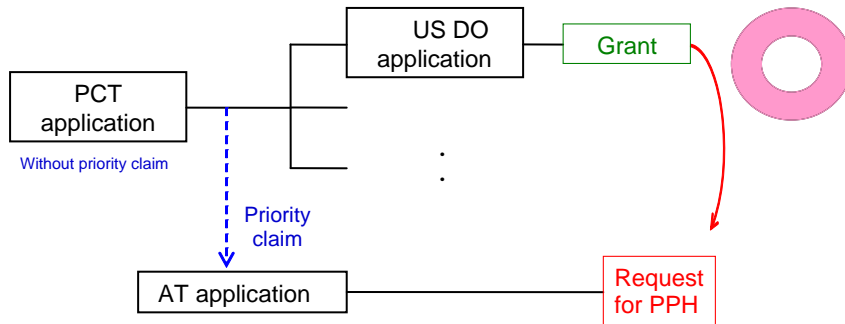 US DO
application
Grant
PCT
application
Without priority claim
Priority
claim
AT application
Request
for PPH